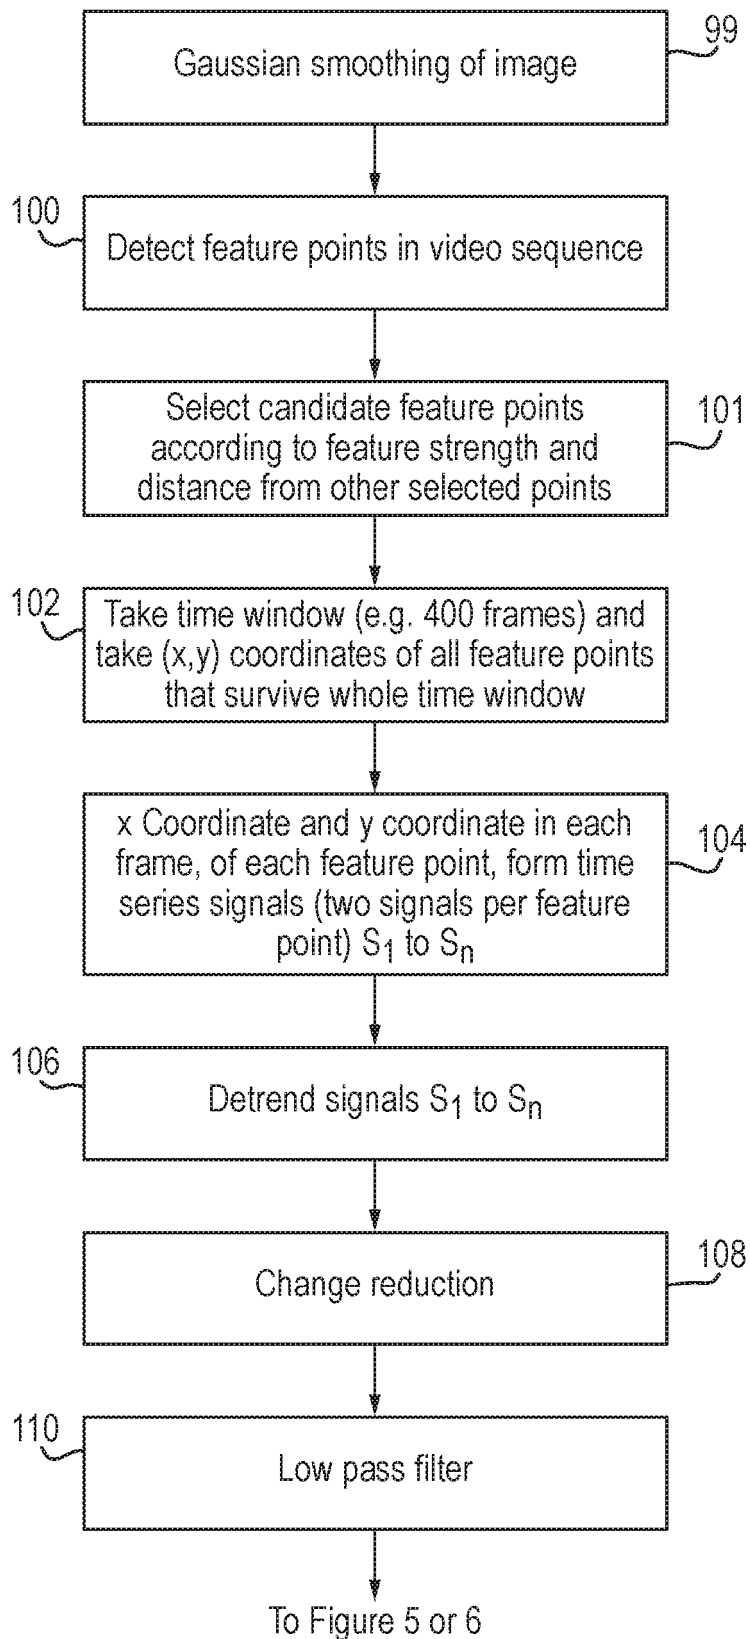 99
Gaussian smoothing of image
100
Detect feature points in video sequence
101
Select candidate feature points
according to feature strength and
distance from other selected points
102
Take time window (e.g. 400 frames) and
take (x,y) coordinates of all feature points
that survive whole time window
104
x Coordinate and y coordinate in each
frame, of each feature point, form time
series signals (two signals per feature
point) S1 to Sn
106
Detrend signals S1 to Sn
108
Change reduction
110
Low pass filter
To Figure 5 or 6